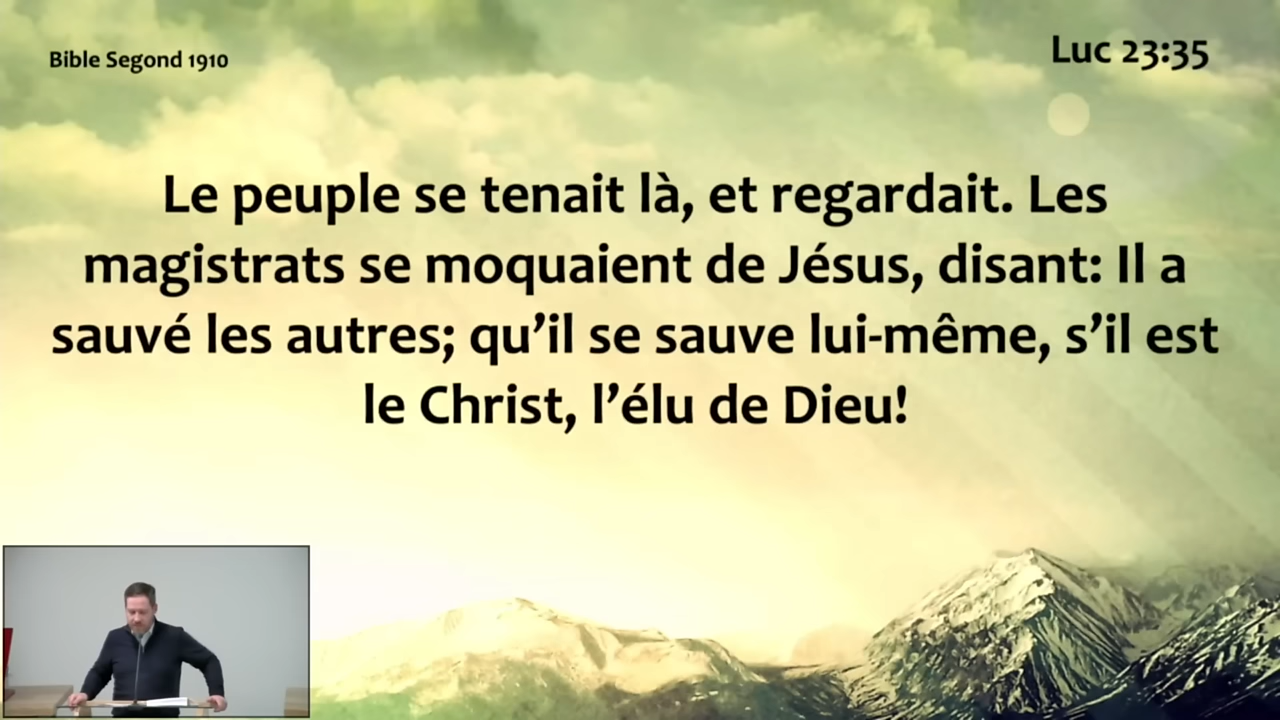 Bible Segond 1910
Luc 23:35
Le peuple se tenait là, et regardait. Les
magistrats se moquaient de Jésus, disant: Il a
sauvé les autres; qu’il se sauve lui-même, s’il est
le Christ, l’élu de Dieu!